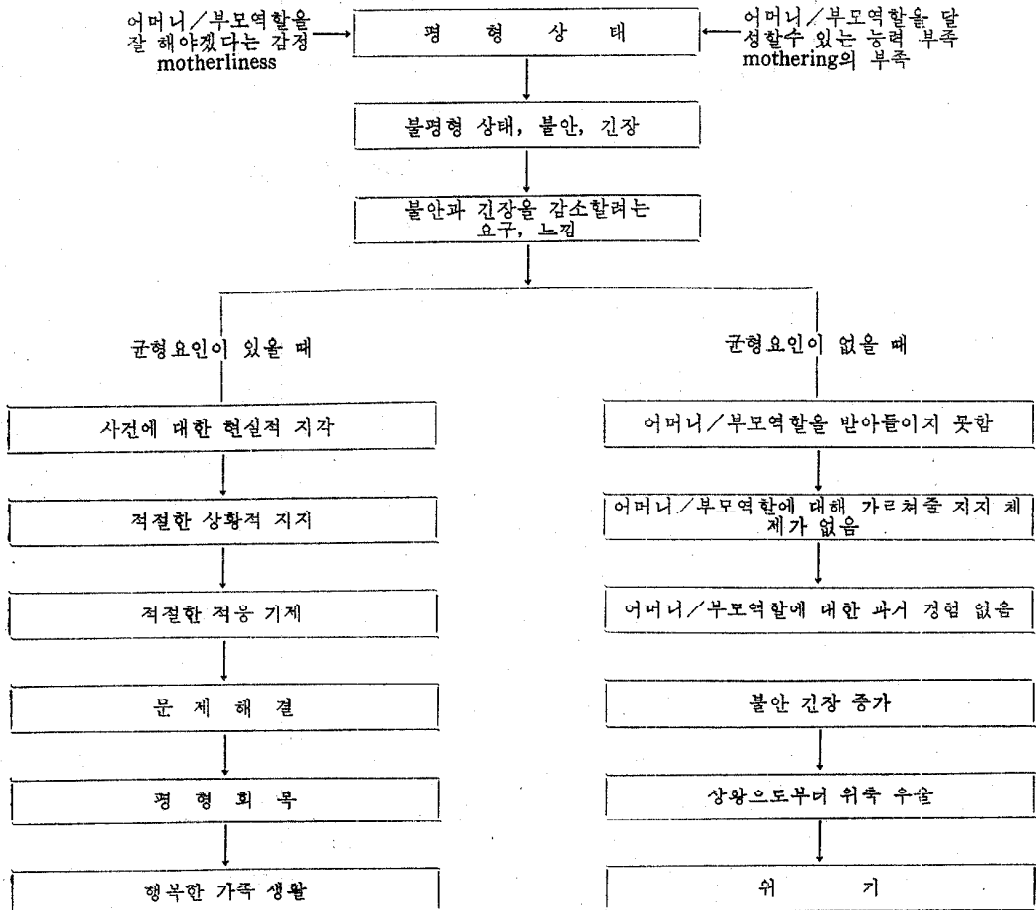 어머니/부모역할을
잘 해야겠다는 감정
motherliness
평 형 상 태
어머니/부모역할을 달
성할수 있는 능력 부족
mothering의 부족
불평형 상태, 불안, 긴장
불안과 긴장을 감소할려는
요구, 느낌
균형요인이 있을 때
균형요인이 없을 때
사건에 대한 현실적 지각
어머니/부모역할을 받아들이지 못함
적절한 상황적 지지
어머니/부모역할에 대해 가르쳐줄 지지 체
제가 없음
적절한 적응 기제
어머니/부모역할에 대한 과거 경험 없음
문 제 해 결
불안 긴장 증가
평 형 회 복
상황으로부터 위축 우울
행복한 가족 생활
위 기